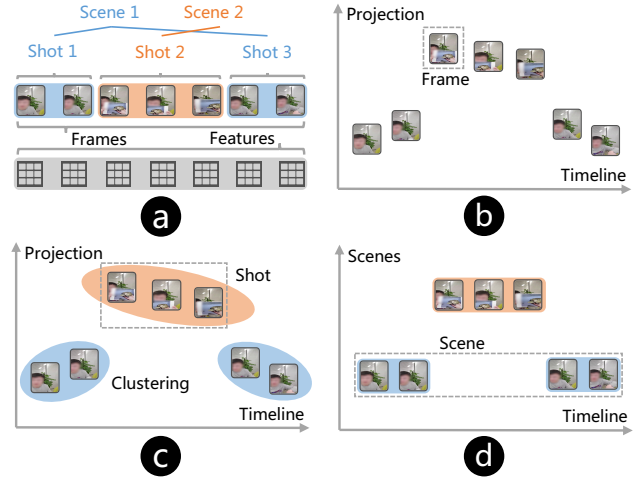 Scene 1
Scene 2
Shot 1
Shot 2
Shot 3
Frames
Features
a
Projection
Frame
Timeline
b
Projection
Shot
Clustering
Timeline
c
Scenes
Scene
Timeline
d